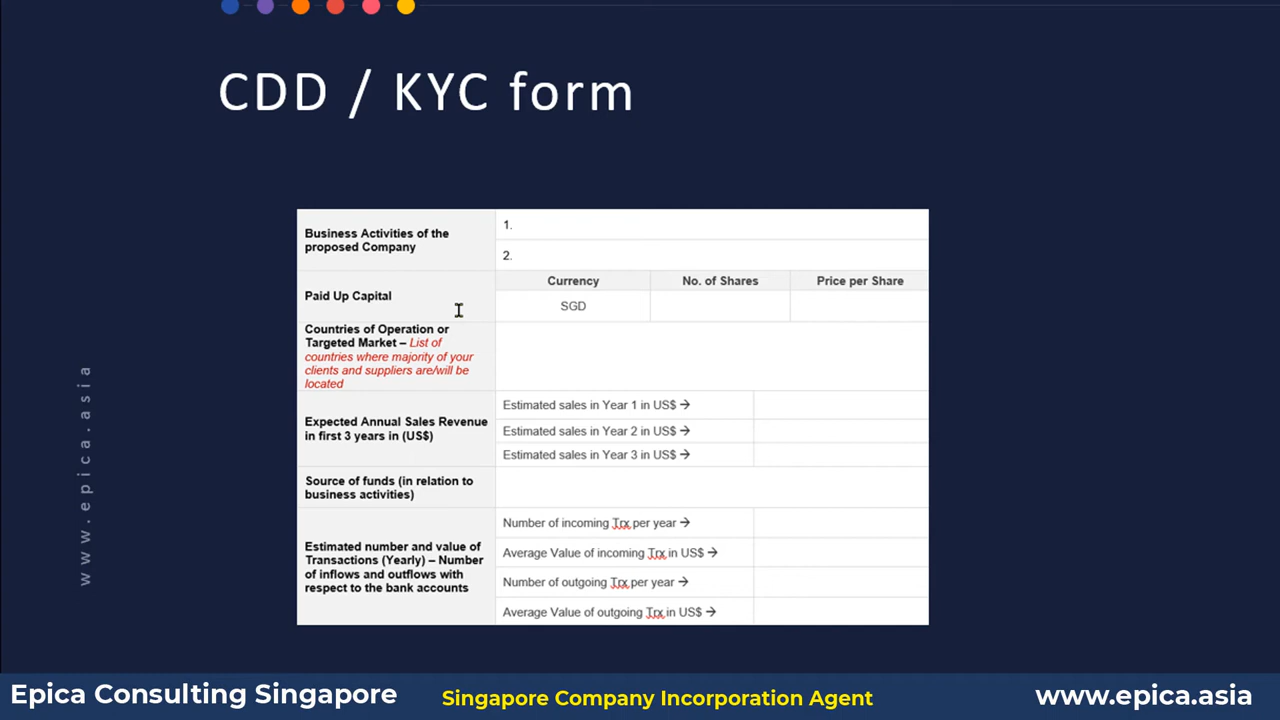 CDD / KYC form
Business Activities of the
proposed Company
1.
2.
Paid Up Capital
Currency
No. of Shares
Price per Share
SGD
Countries of Operation or
Targeted Market – List of
countries where majority of your
clients and suppliers are/will be
located
Expected Annual Sales Revenue
in first 3 years in (US$)
Estimated sales in Year 1 in US$ →
Estimated sales in Year 2 in US$ →
Estimated sales in Year 3 in US$ →
Source of funds (in relation to
business activities)
Estimated number and value of
Transactions (Yearly) – Number
of inflows and outflows with
respect to the bank accounts
Number of incoming Trx per year →
Average Value of incoming Trx in US$ →
Number of outgoing Trx per year →
Average Value of outgoing Trx in US$ →
www.epica.asia
Epica Consulting Singapore
Singapore Company Incorporation Agent
www.epica.asia